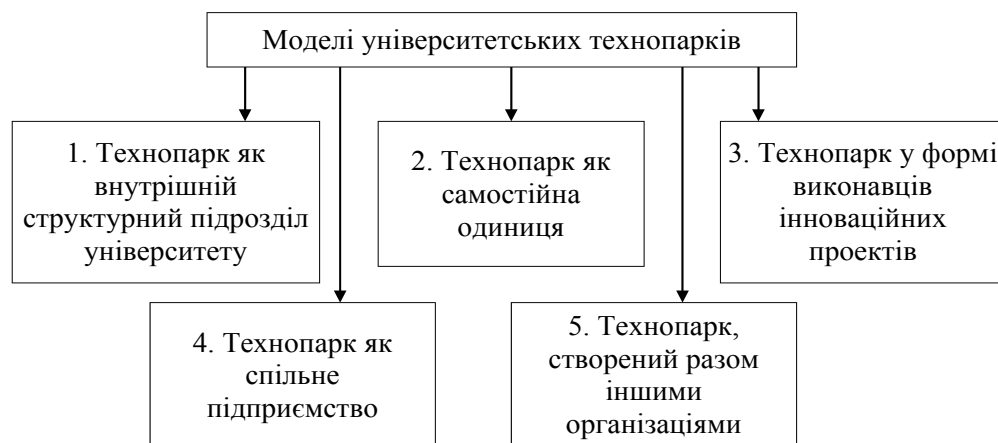 Моделі університетських технопарків
1. Технопарк як
внутрішній
структурний підрозділ
університету
2. Технопарк як
самостійна
одиниця
3. Технопарк у формі
виконавців
інноваційних
проектів
4. Технопарк як
спільне
підприємство
5. Технопарк,
створений разом
іншими
організаціями